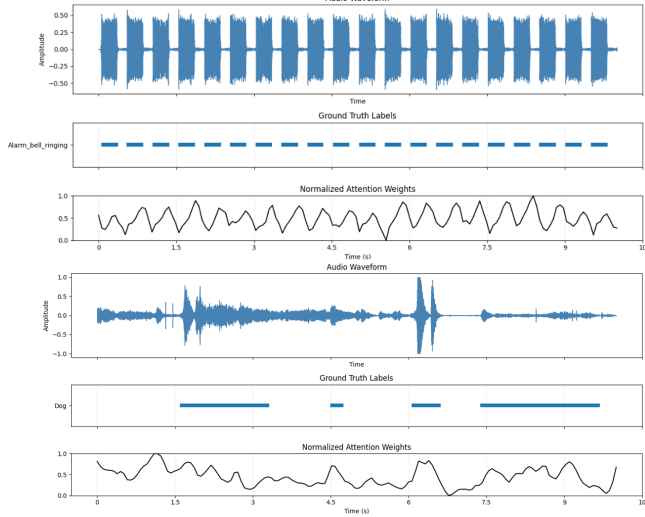 Audio Waveform
0.50
0.25
0.00
−0.25
−0.50
Amplitude
Time
Ground Truth Labels
Alarm_bell_ringing
Normalized Attention Weights
1.0
0.5
0.0
0 1.5 3 4.5 6 7.5 9 10
Time (s)
Audio Waveform
1.0
0.5
0.0
−0.5
−1.0
Amplitude
Time
Ground Truth Labels
Dog
Normalized Attention Weights
1.0
0.5
0.0
0 1.5 3 4.5 6 7.5 9 10
Time (s)